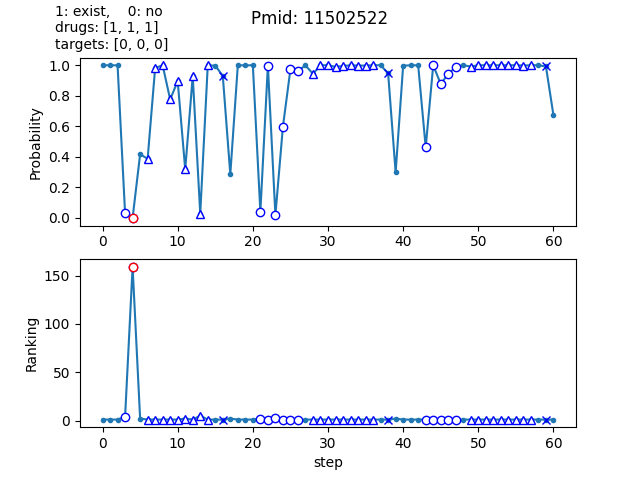 1: exist,    0: no
drugs: [1, 1, 1]
targets: [0, 0, 0]
Pmid: 11502522
1.0
0.8
0.6
0.4
0.2
0.0
Probability
0 10 20 30 40 50 60
150
100
50
0
Ranking
0 10 20 30 40 50 60
step